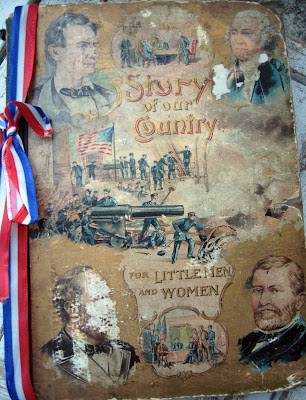 Story
of our
Country
FOR LITTLE MEN
AND WOMEN